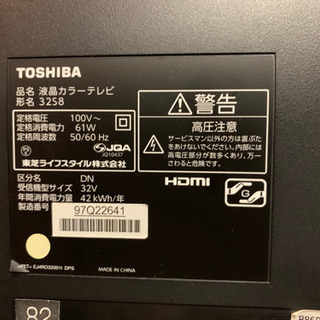 TOSHIBA
品名 液晶カラーテレビ
形名 32S8
定格電圧: 100V~
定格消費電力: 61W
定格周波数: 50/60 Hz
JQA
JQ10437
東芝ライフスタイル株式会社
警告
高圧注意
サービスマン以外の方は裏ぶたを
あけないでください。内部には
高電圧部分が数多くあり、万一
さわると危険です。
区分: DN
受信機型サイズ: 32V
年間消費電力量: 42 kWh/年
製造番号:
97Q22641
HDMI
G
MADE IN CHINA
82